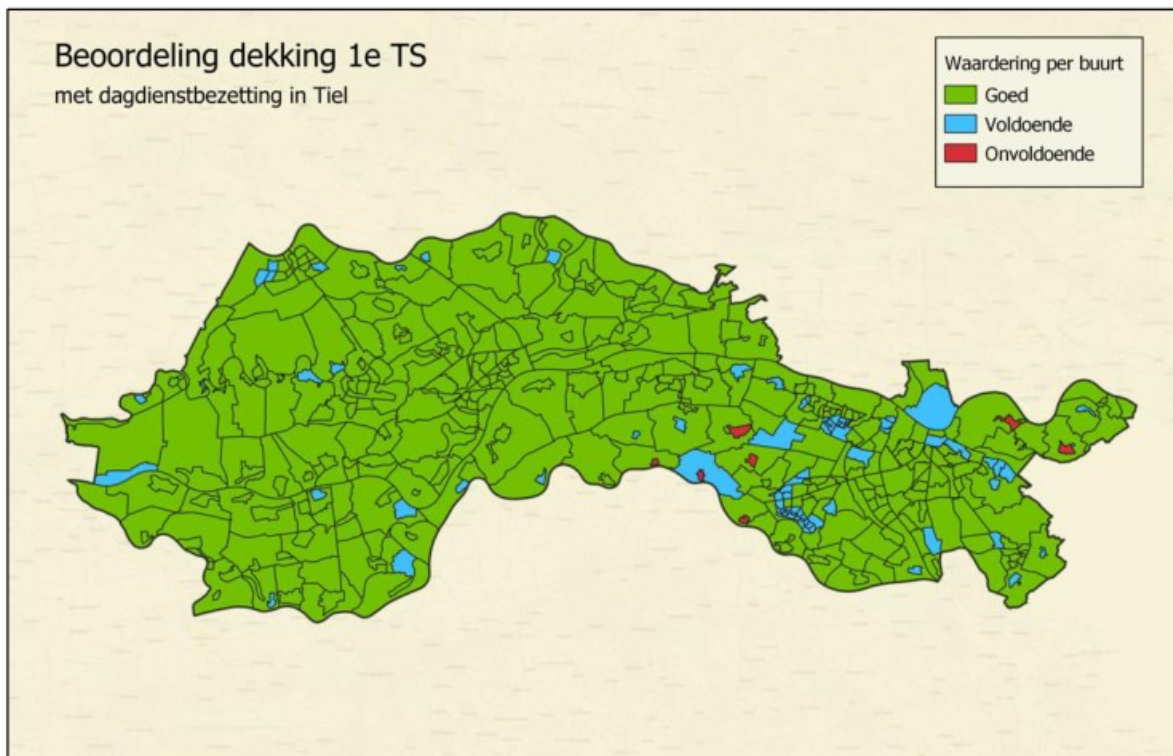 Beoordeling dekking 1e TS
met dagdienstbezetting in Tiel
Waardering per buurt
Goed
Voldoende
Onvoldoende